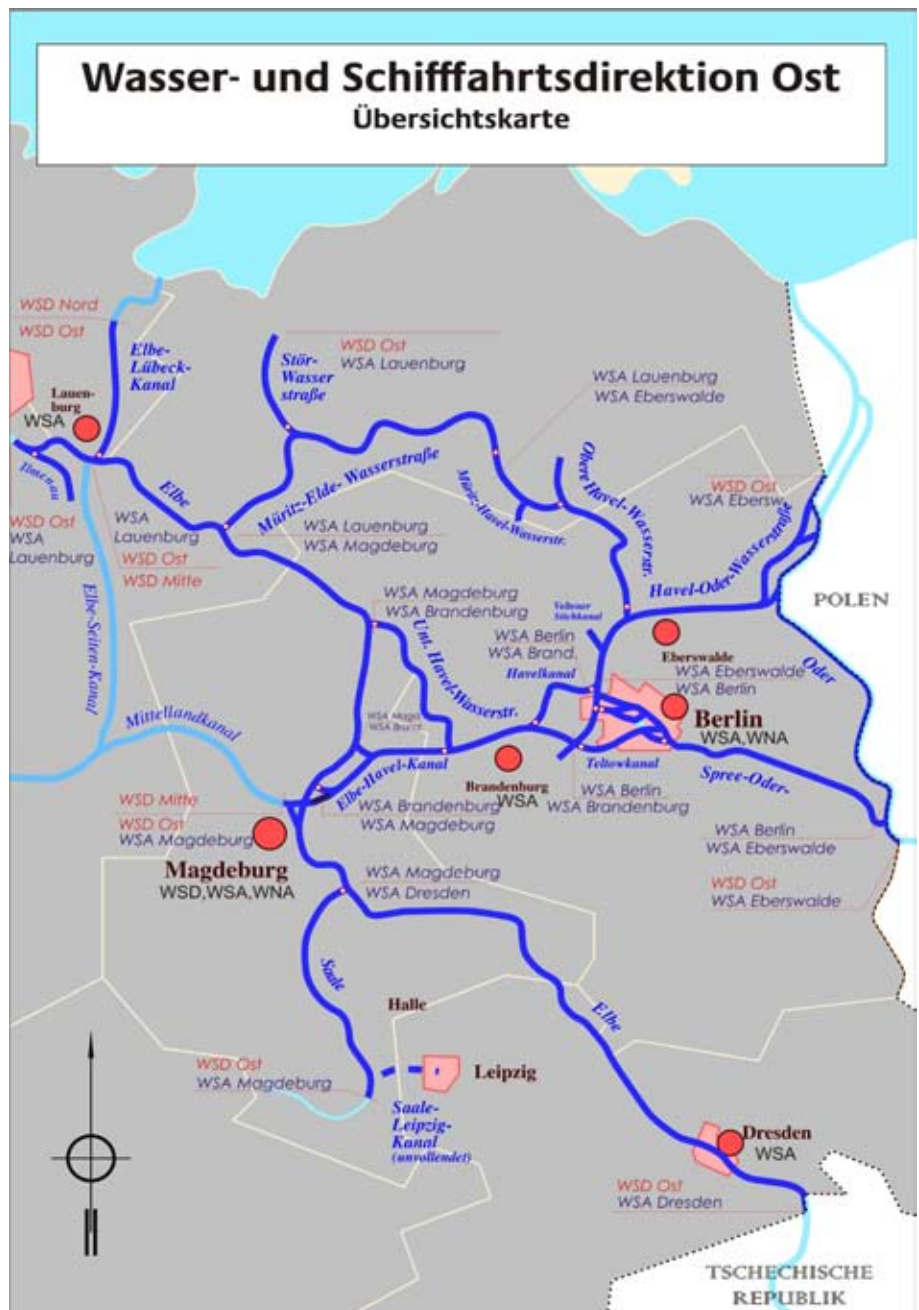 Wasser- und Schifffahrtsdirektion Ost
Übersichtskarte
WSD Nord
WSD Ost
Elbe-
Lübeck-
Kanal
Lauen-
burg
WSA
Ilmenau
WSD Ost
WSA
Lauenburg
Elbe
WSA
Lauenburg
WSD Ost
WSD Mitte
Elbe-Seiten-Kanal
Stör-
Wasser
straße
WSD Ost
WSA Lauenburg
WSA Lauenburg
WSA Eberswalde
Müritz-Elde-Wasserstraße
Müritz-Havel-Wasserstr.
Obere Havel-Wasserstr.
WSD Ost
WSA Ebersw.
WSA Lauenburg
WSA Magdeburg
Havel-Oder-Wasserstraße
POLEN
WSA Magdeburg
WSA Brandenburg
Veltener
Stichkanal
Unt. Havel-Wasserstr.
WSA Berlin
WSA Brand.
Havelkanal
Eberswalde
WSA Eberswalde
WSA Berlin
Oder
Berlin
WSA,WNA
Mittellandkanal
WSA Magd.
Elbe-Havel-Kanal
Brandenburg
WSA
Teltowkanal
Spree-Oder-
WSD Mitte
WSD Ost
WSA Magdeburg
WSA Brandenburg
WSA Magdeburg
WSA Berlin
WSA Brandenburg
WSA Berlin
WSA Eberswalde
Magdeburg
WSD,WSA,WNA
WSA Magdeburg
WSA Dresden
WSD Ost
WSA Eberswalde
Saale
Halle
Elbe
WSD Ost
WSA Magdeburg
Leipzig
Saale-
Leipzig-
Kanal
(unvollendet)
Dresden
WSA
WSD Ost
WSA Dresden
TSCHECHISCHE
REPUBLIK